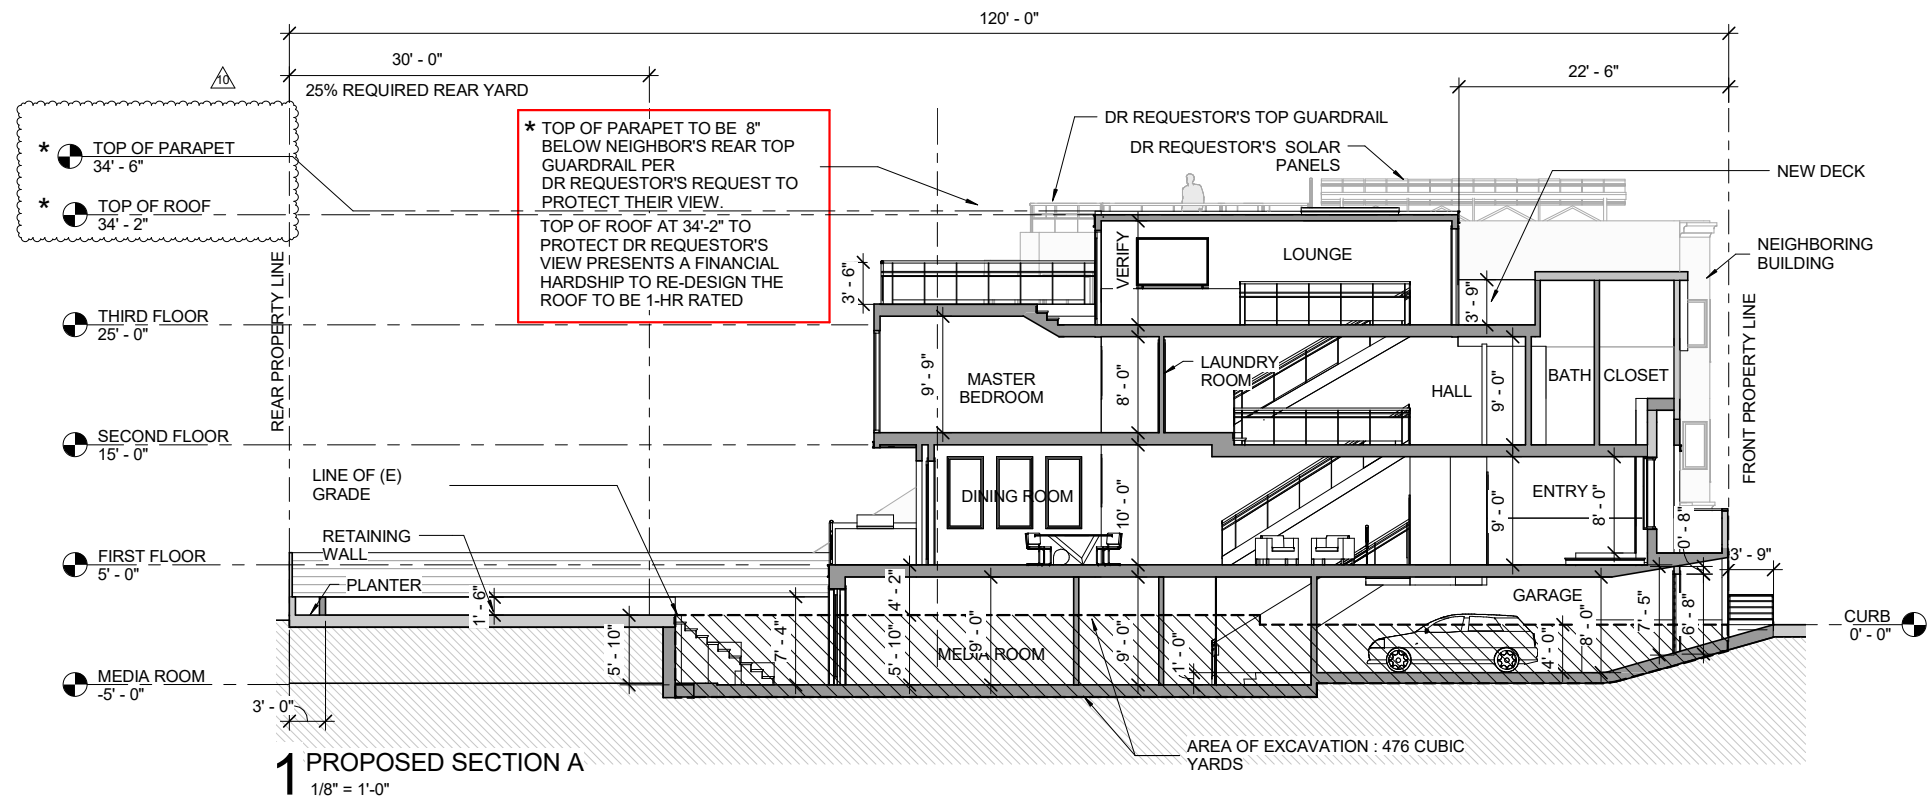 120' - 0"
30' - 0"
22' - 6"
10
25% REQUIRED REAR YARD
* TOP OF PARAPET
34' - 6"
* TOP OF ROOF
34' - 2"
* TOP OF PARAPET TO BE 8"
BELOW NEIGHBOR'S REAR TOP
GUARDRAIL PER
DR REQUESTOR'S REQUEST TO
PROTECT THEIR VIEW.
TOP OF ROOF AT 34'-2" TO
PROTECT DR REQUESTOR'S
VIEW PRESENTS A FINANCIAL
HARDSHIP TO RE-DESIGN THE
ROOF TO BE 1-HR RATED
DR REQUESTOR'S TOP GUARDRAIL
DR REQUESTOR'S SOLAR
PANELS
NEW DECK
NEIGHBORING
BUILDING
REAR PROPERTY LINE
FRONT PROPERTY LINE
VERIFY
LOUNGE
3' - 6"
3' - 9"
THIRD FLOOR
25' - 0"
9' - 9"
MASTER
BEDROOM
8' - 0"
LAUNDRY
ROOM
HALL
9' - 0"
BATH
CLOSET
SECOND FLOOR
15' - 0"
LINE OF (E)
GRADE
DINING ROOM
10' - 0"
9' - 0"
ENTRY
8' - 0"
0' - 8"
RETAINING
WALL
FIRST FLOOR
5' - 0"
3' - 9"
PLANTER
1' - 6"
4' - 2"
GARAGE
7' - 5"
6' - 8"
8' - 0"
4' - 0"
CURB
0' - 0"
5' - 10"
7' - 4"
5' - 10"
9' - 0"
MEDIA ROOM
9' - 0"
1' - 0"
MEDIA ROOM
-5' - 0"
3' - 0"
AREA OF EXCAVATION : 476 CUBIC
YARDS
1 PROPOSED SECTION A
1/8" = 1'-0"